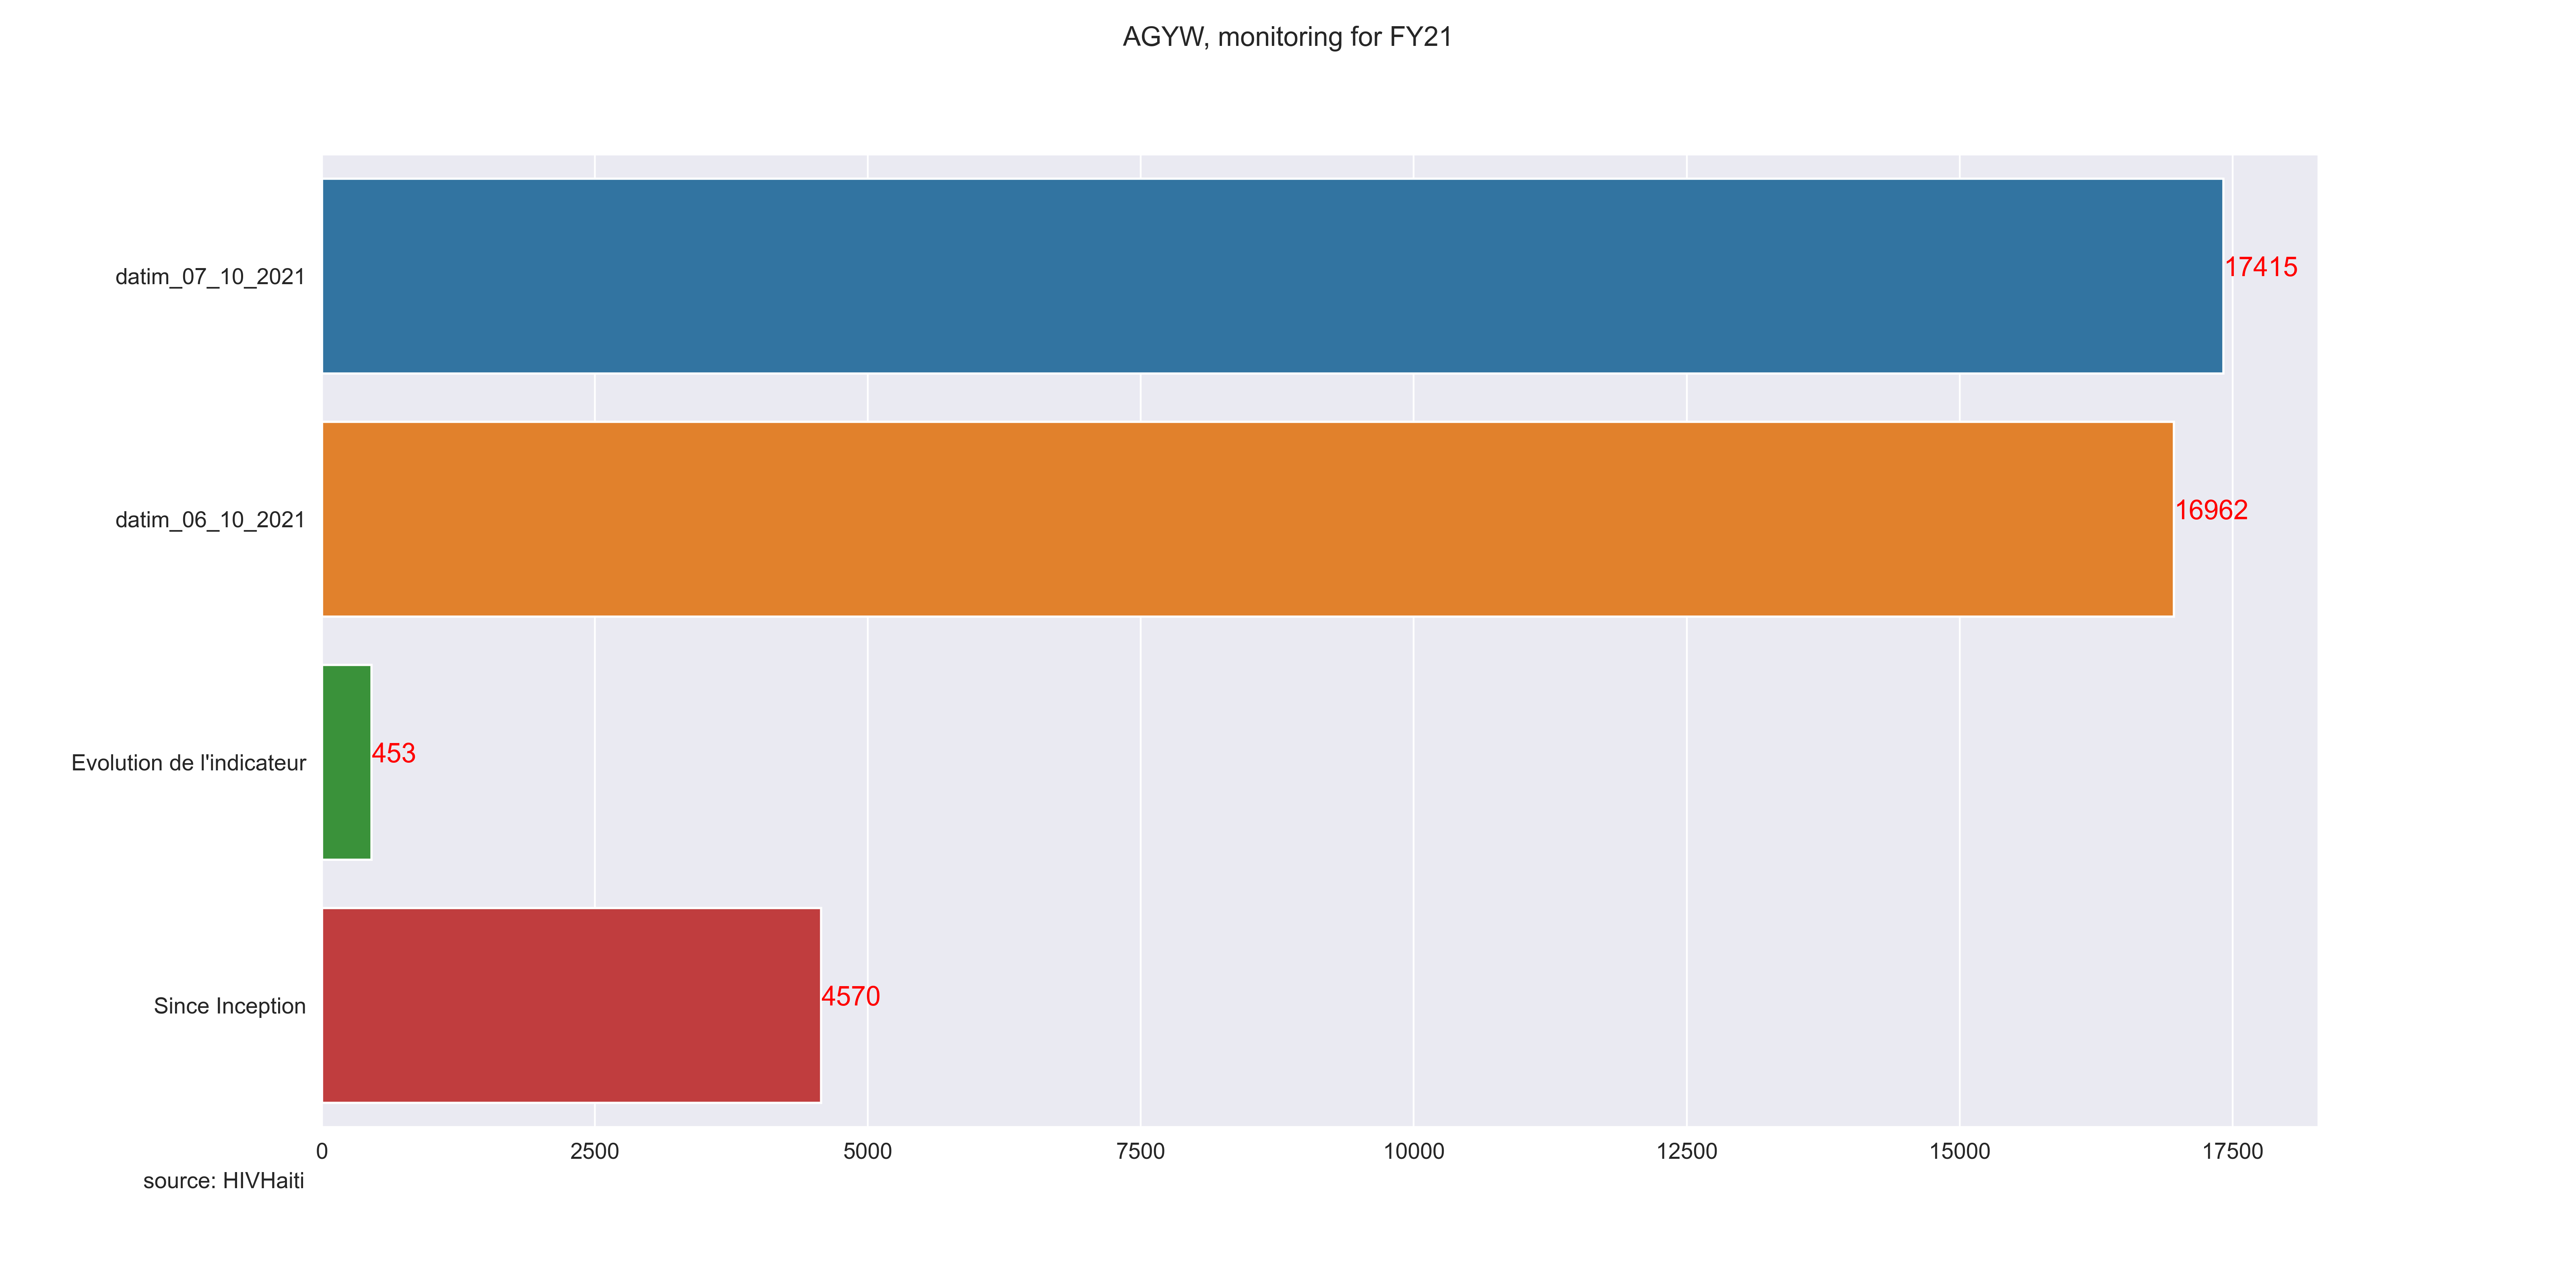 AGYW, monitoring for FY21
datim_07_10_2021
17415
datim_06_10_2021
16962
Evolution de l'indicateur
453
Since Inception
4570
0 2500 5000 7500 10000 12500 15000 17500
source: HIVHaiti